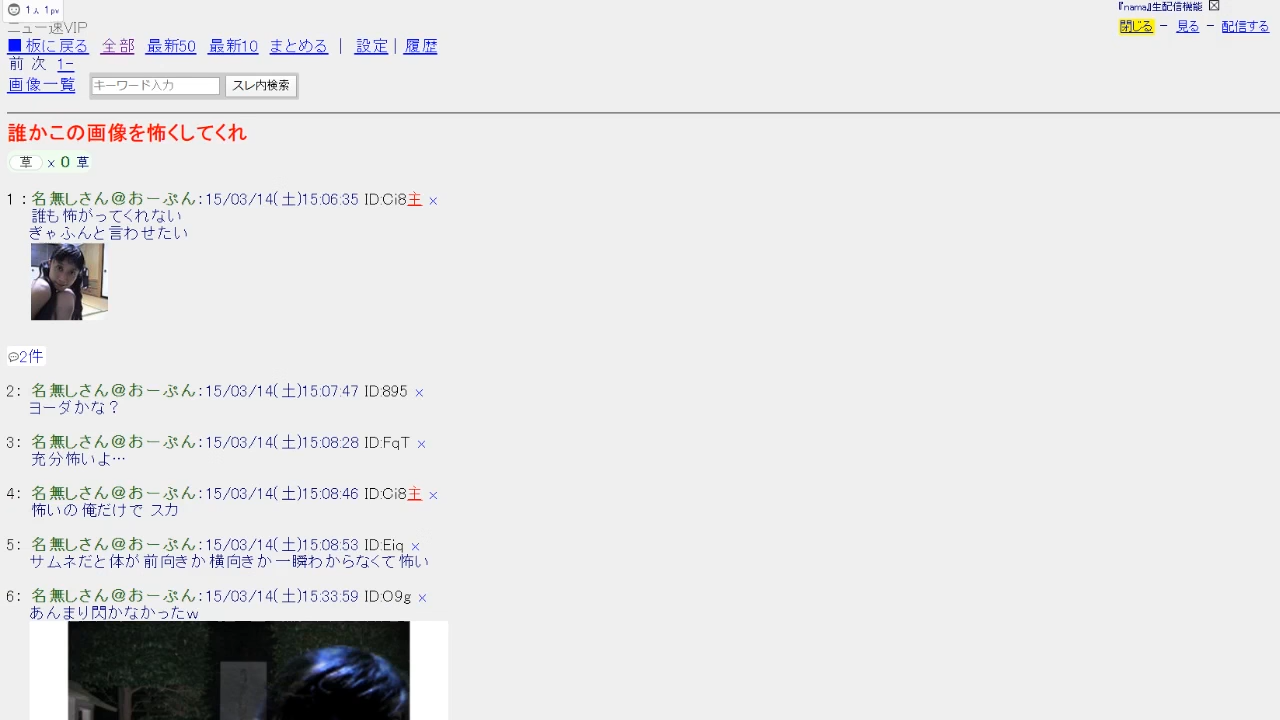 1人 1pv
『nama』生配信機能
ニュー速VIP
閉じる − 見る − 配信する
■板に戻る 全部 最新50 最新10 まとめる | 設定 | 履歴
前 次 1-
画像一覧 キーワード入力 スレ内検索
誰かこの画像を怖くしてくれ
草 x 0 草
1 : 名無しさん@おーぷん:15/03/14(土)15:06:35 ID:Ci8主 ×
誰も怖がってくれない
ぎゃふんと言わせたい
2件
2: 名無しさん@おーぷん:15/03/14(土)15:07:47 ID:895 ×
ヨーダかな?
3: 名無しさん@おーぷん:15/03/14(土)15:08:28 ID:FqT ×
充分怖いよ…
4: 名無しさん@おーぷん:15/03/14(土)15:08:46 ID:Ci8主 ×
怖いの俺だけで スカ
5: 名無しさん@おーぷん:15/03/14(土)15:08:53 ID:Eiq ×
サムネだと体が前向きか横向きか一瞬わからなくて怖い
6: 名無しさん@おーぷん:15/03/14(土)15:33:59 ID:O9g ×
あんまり閃かなかったw